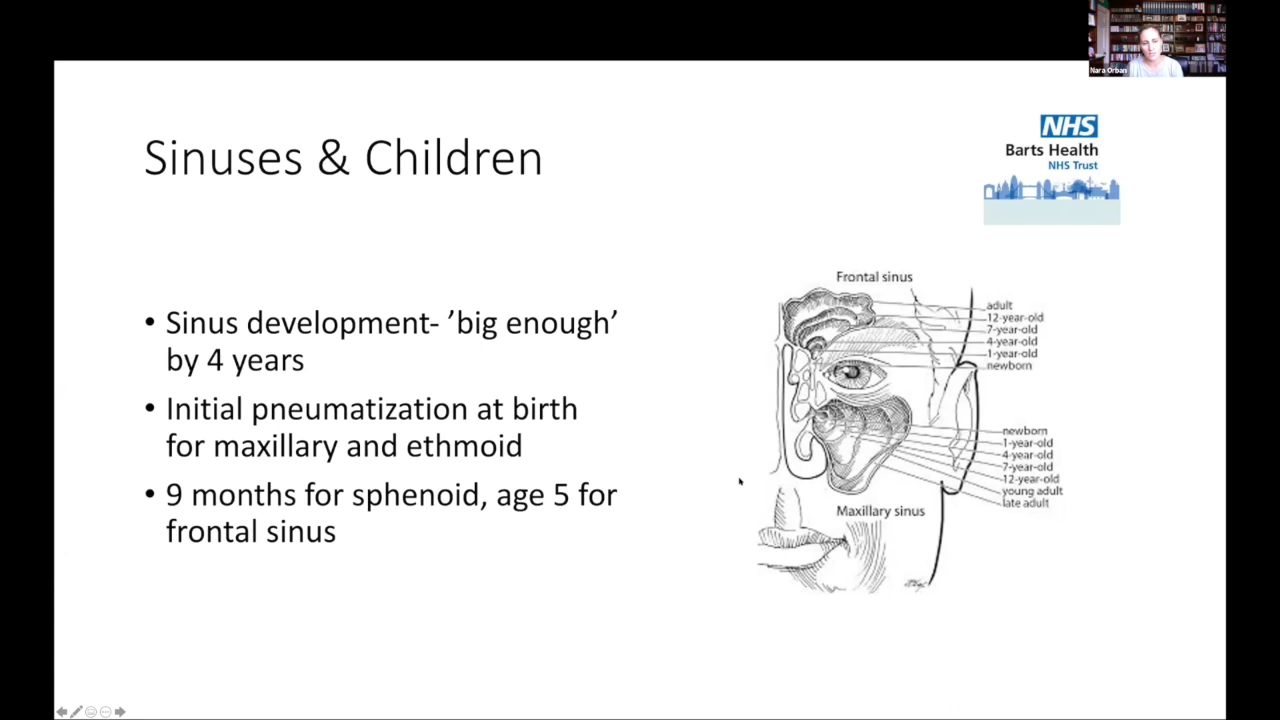 Nara Orban
Sinuses & Children
NHS
Barts Health
NHS Trust
• Sinus development- ’big enough’
by 4 years
• Initial pneumatization at birth
for maxillary and ethmoid
• 9 months for sphenoid, age 5 for
frontal sinus
Frontal sinus
adult
12-year-old
7-year-old
4-year-old
1-year-old
newborn
newborn
1-year-old
4-year-old
7-year-old
12-year-old
young adult
late adult
Maxillary sinus